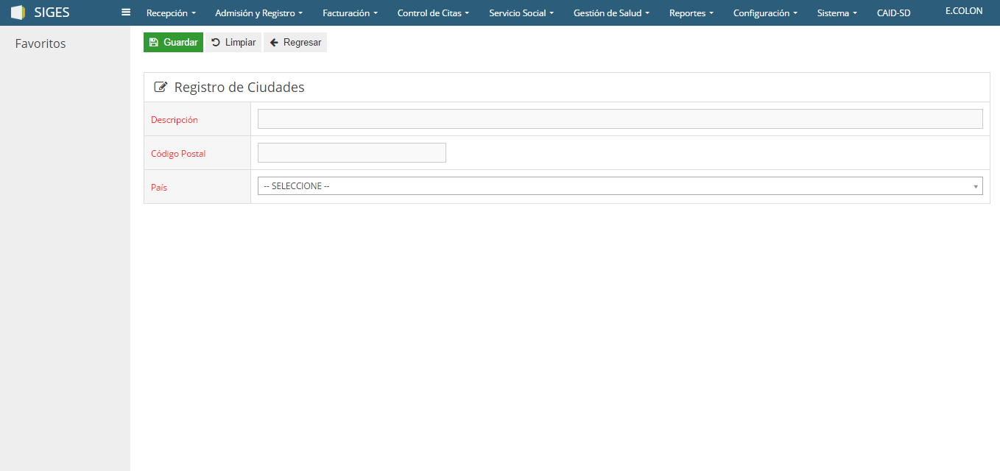 SIGES Recepción Admisión y Registro Facturación Control de Citas Servicio Social Gestión de Salud Reportes Configuración Sistema CAID-SD E.COLON
Favoritos
Guardar Limpiar Regresar
Registro de Ciudades
Descripción
Código Postal
País -- SELECCIONE --